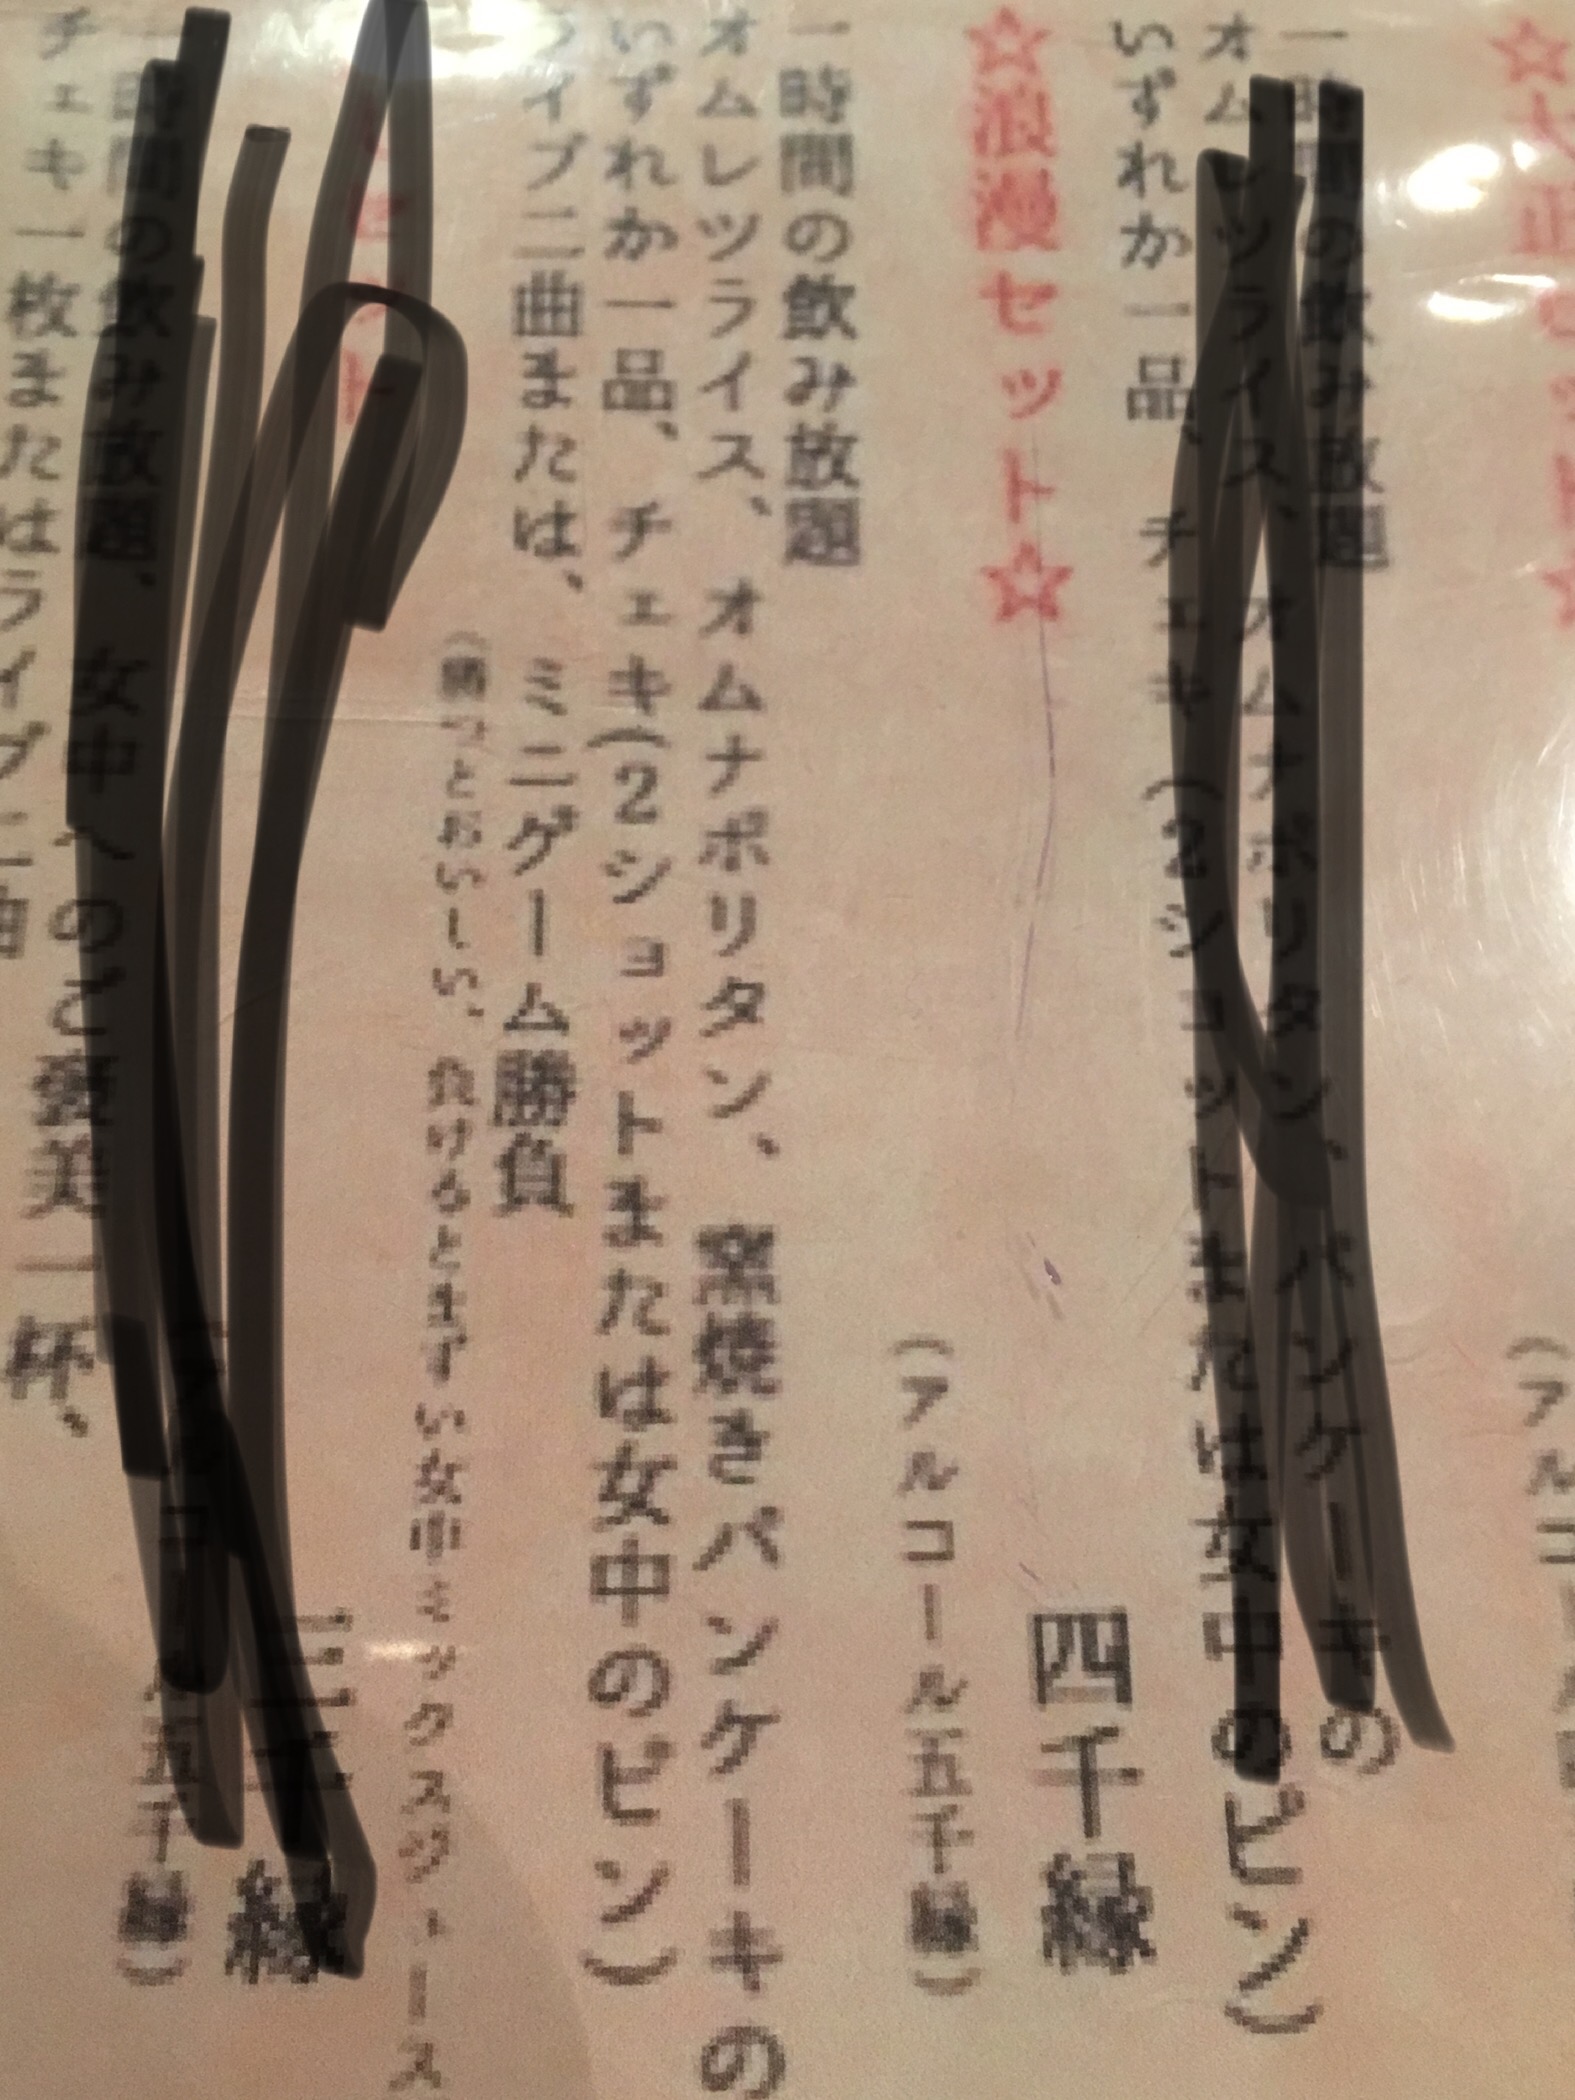 ☆大正セット☆
一時間の飲み放題
オムレツライス、オムナポリタン、パンケーキの
いずれか一品、チェキ(2ショットまたは女中のピン)
☆浪漫セット☆ 四千縁
(アルコール五千縁)
一時間の飲み放題
オムレツライス、オムナポリタン、窯焼きパンケーキの
いずれか一品、チェキ(2ショットまたは女中のピン)
ライブ二曲または、ミニゲーム勝負
(勝つとおいしい、負けるとまずい女中ミックスジュース
セット 三千縁
五千縁)
一時間の飲み放題、女中へのご褒美一杯、
チェキ一枚またはライブ二曲